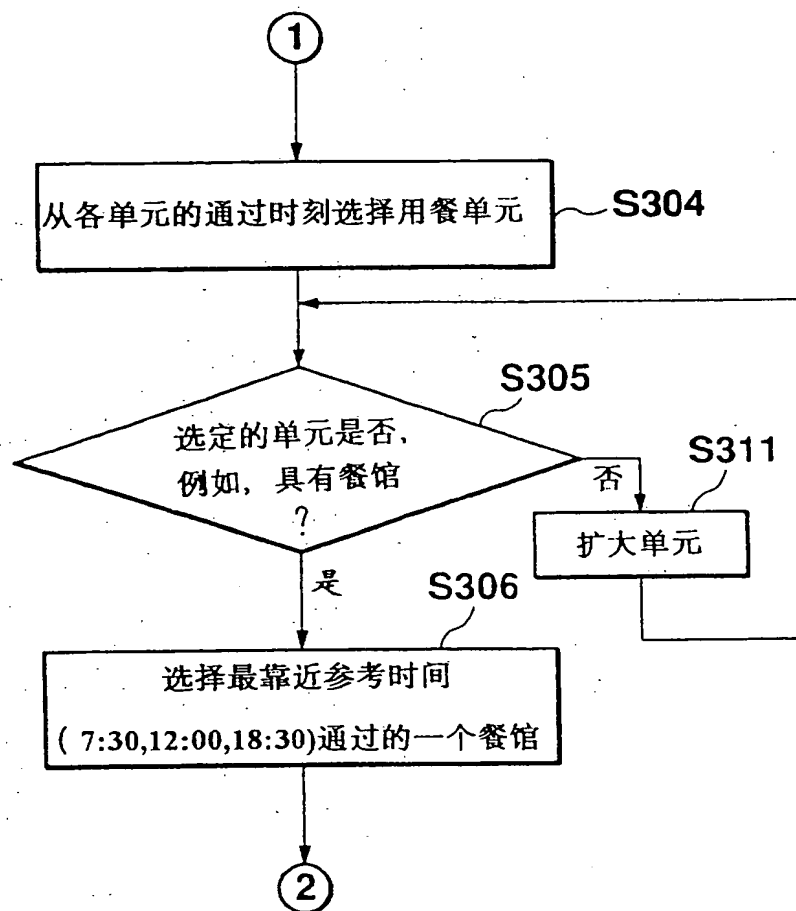 1
从各单元的通过时刻选择用餐单元
S304
S305
选定的单元是否,
例如, 具有餐馆
?
否
S311
扩大单元
是
S306
选择最靠近参考时间
( 7:30,12:00,18:30)通过的一个餐馆
2